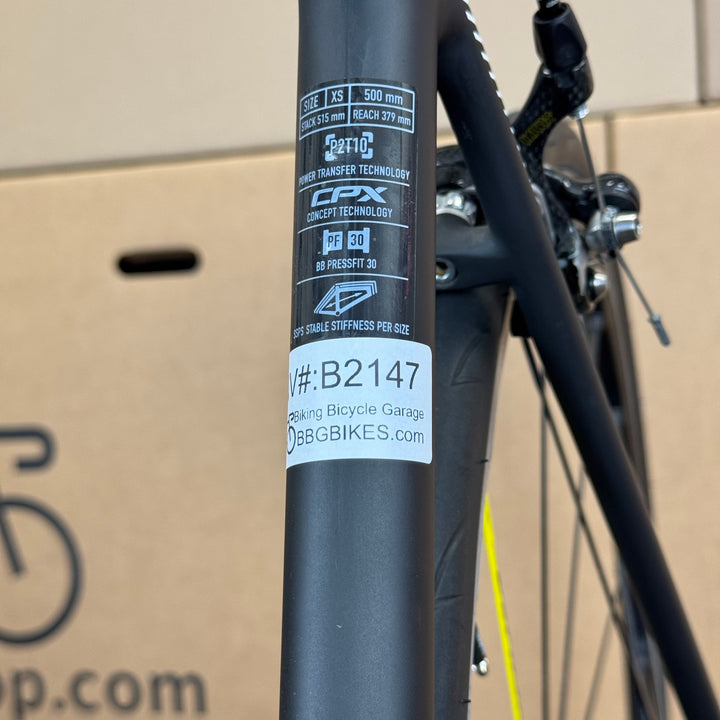 SIZE XS 500 mm
STACK 515 mm REACH 379 mm
P2T10
POWER TRANSFER TECHNOLOGY
CPX
CONCEPT TECHNOLOGY
PF 30
BB PRESSFIT 30
SSPS STABLE STIFFNESS PER SIZE
V#:B2147
Biking Bicycle Garage
BBGBIKES.com
op.com